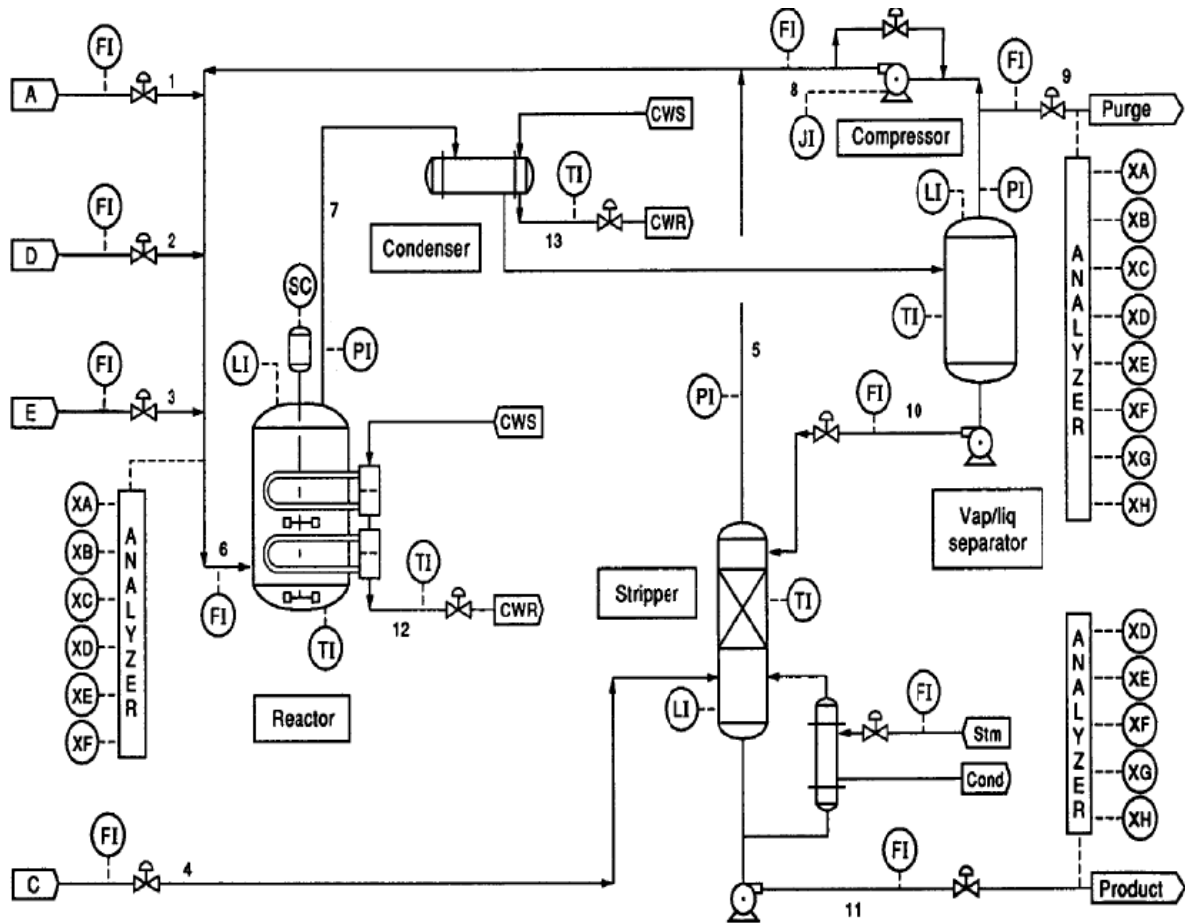 FI
FI
FI
9
A
1
8
Purge
CWS
JI
Compressor
XA
FI
7
TI
LI
PI
XB
D
2
13
CWR
Condenser
XC
SC
ANALYZER
TI
XD
LI
PI
5
FI
XE
E
3
PI
FI
10
XF
CWS
XG
XA
ANALYZER
XH
XB
6
Vap/liq
separator
TI
XC
FI
Stripper
TI
12
CWR
XD
TI
ANALYZER
XD
XE
XE
LI
FI
Reactor
XF
XF
Stm
XG
Cond
XH
FI
FI
C
4
11
Product